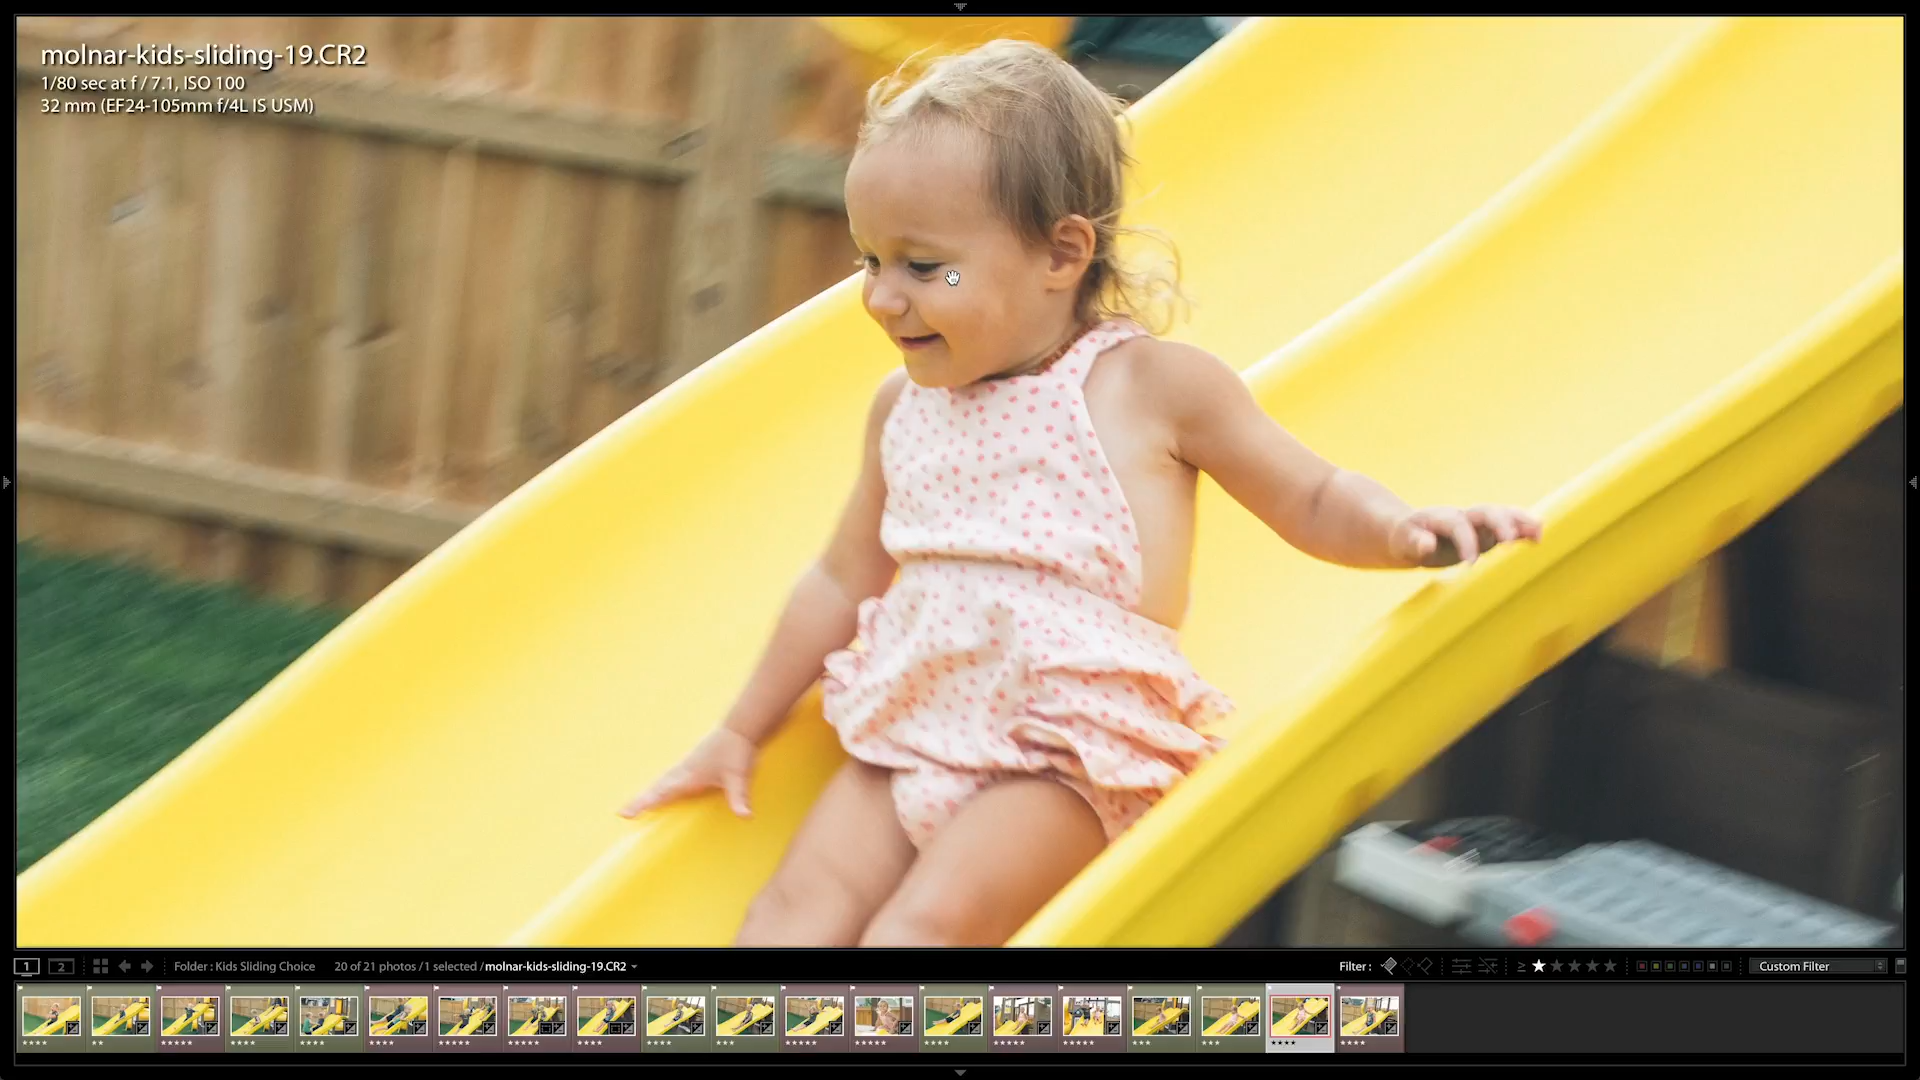 molnar-kids-sliding-19.CR2
1/80 sec at f / 7.1, ISO 100
32 mm (EF24-105mm f/4L IS USM)
1 2 Folder : Kids Sliding Choice 20 of 21 photos / 1 selected / molnar-kids-sliding-19.CR2 Filter : ≥ Custom Filter